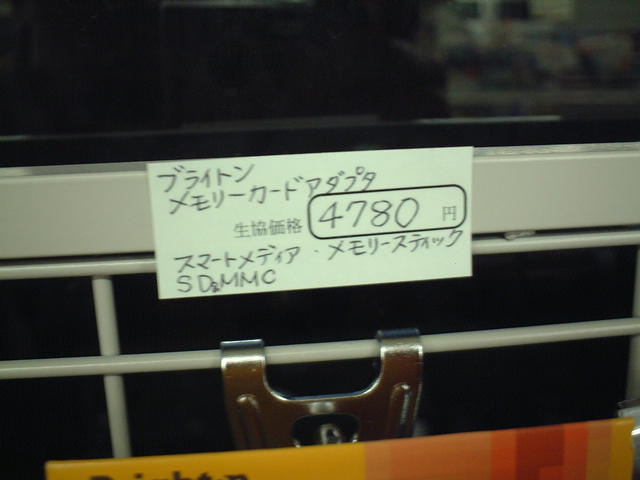 ブライトン
メモリーカードアダプタ
生協価格 4780 円
スマートメディア・メモリースティック
SD,MMC
Brighton